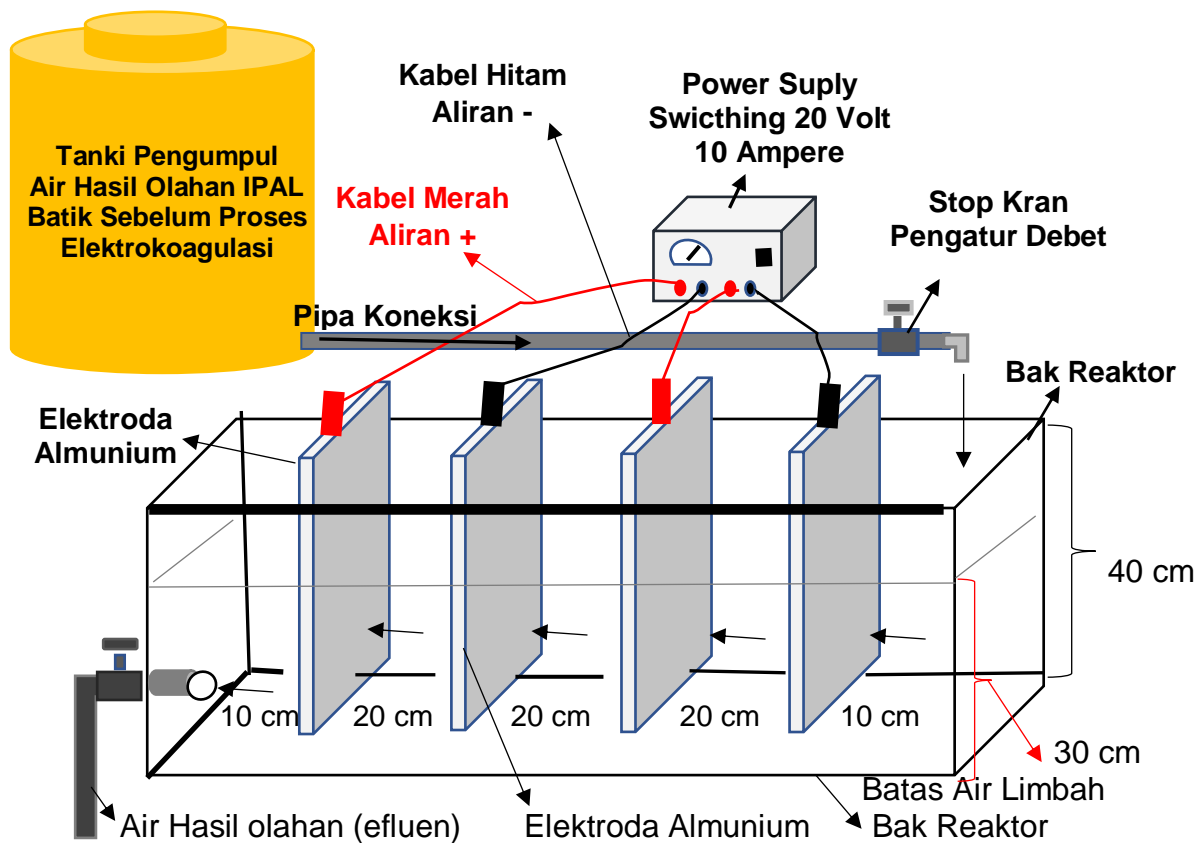 Tanki Pengumpul
Air Hasil Olahan IPAL
Batik Sebelum Proses
Elektrokoagulasi
Kabel Hitam
Aliran -
Power Suply
Swicthing 20 Volt
10 Ampere
Kabel Merah
Aliran +
Stop Kran
Pengatur Debet
Pipa Koneksi
Bak Reaktor
Elektroda
Almunium
40 cm
10 cm
20 cm
20 cm
20 cm
10 cm
30 cm
Batas Air Limbah
Air Hasil olahan (efluen)
Elektroda Almunium
Bak Reaktor